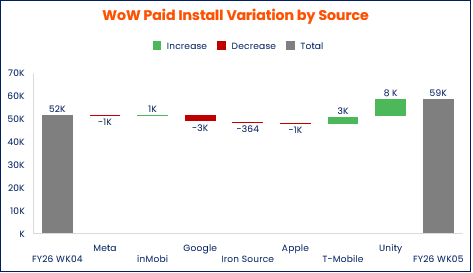 WoW Paid Install Variation by Source
Increase Decrease Total
70K
60K
50K
40K
30K
20K
10K
K
52K
-1K
1K
-3K
-364
-1K
3K
8 K
59K
FY26 WK04
Meta
inMobi
Google
Iron Source
Apple
T-Mobile
Unity
FY26 WK05